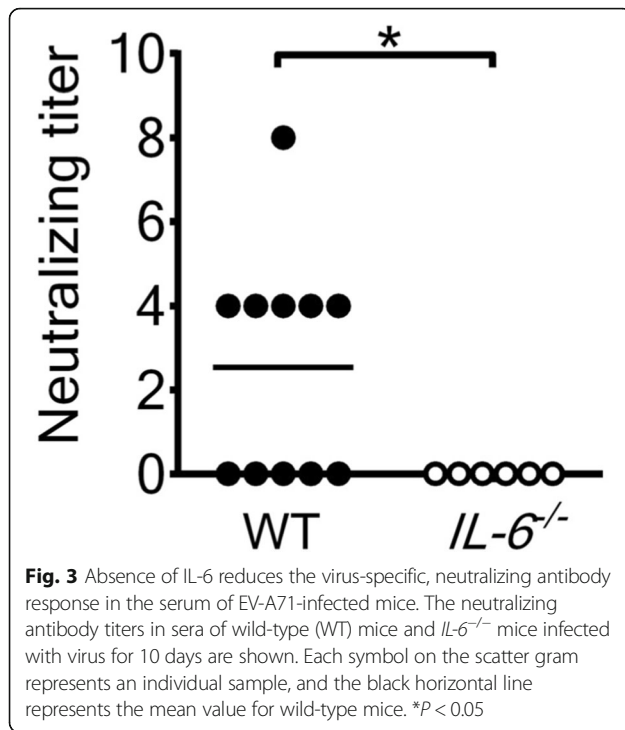 Neutralizing titer
10
*
8
6
4
2
0
WT
IL-6-/-
Fig. 3 Absence of IL-6 reduces the virus-specific, neutralizing antibody
response in the serum of EV-A71-infected mice. The neutralizing
antibody titers in sera of wild-type (WT) mice and IL-6−/− mice infected
with virus for 10 days are shown. Each symbol on the scatter gram
represents an individual sample, and the black horizontal line
represents the mean value for wild-type mice. *P < 0.05